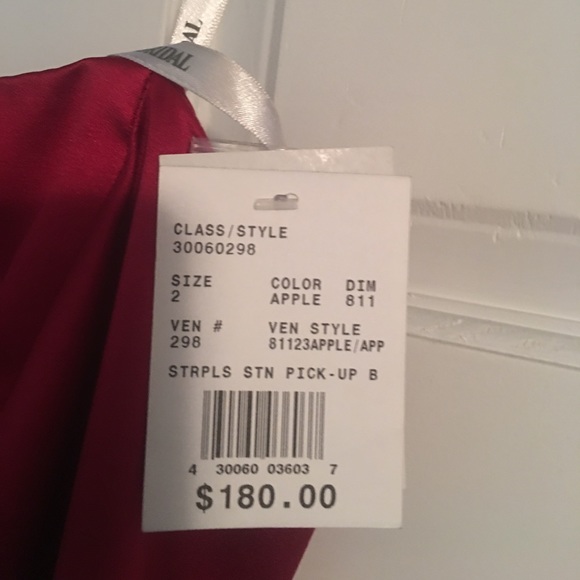 CLASS/STYLE
30060298
SIZE COLOR DIM
2 APPLE 811
VEN # VEN STYLE
298 81123APPLE/APP
STRPLS STN PICK-UP B
4 30060 03603 7
$180.00